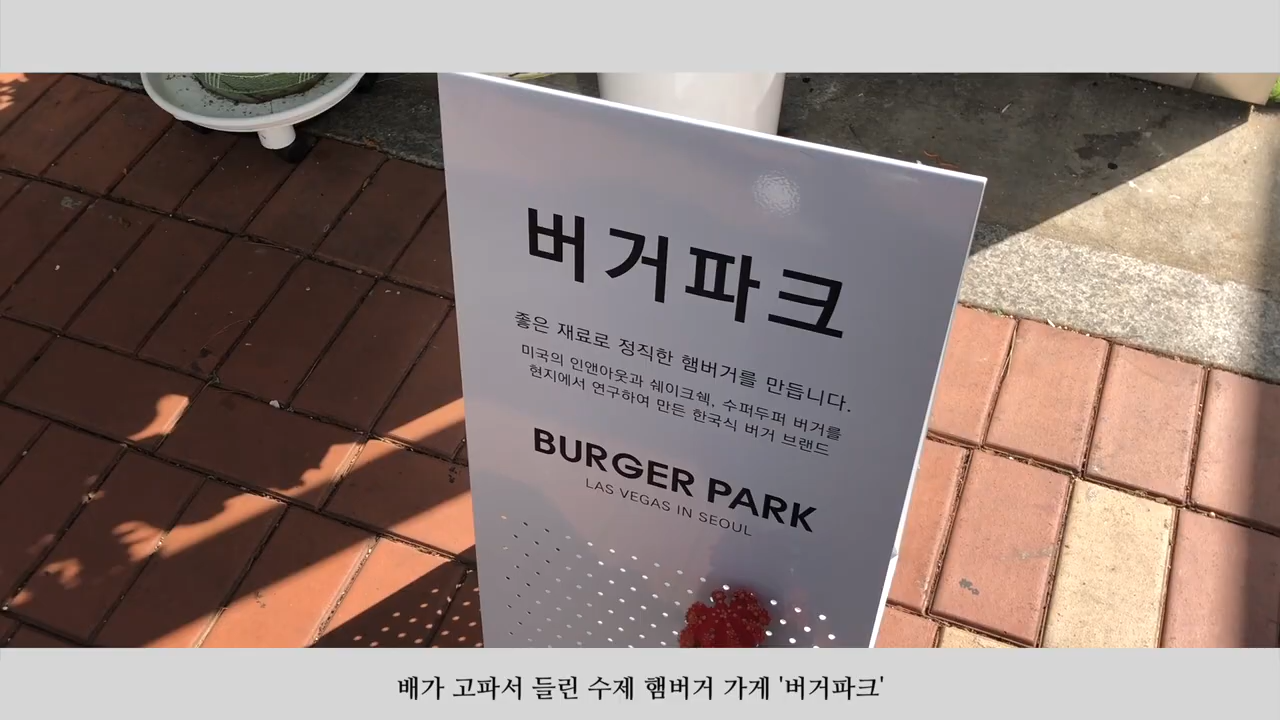 버거파크
좋은 재료로 정직한 햄버거를 만듭니다.
미국의 인앤아웃과 쉐이크쉑, 수퍼두퍼 버거를
현지에서 연구하여 만든 한국식 버거 브랜드
BURGER PARK
LAS VEGAS IN SEOUL
배가 고파서 들린 수제 햄버거 가게 '버거파크'